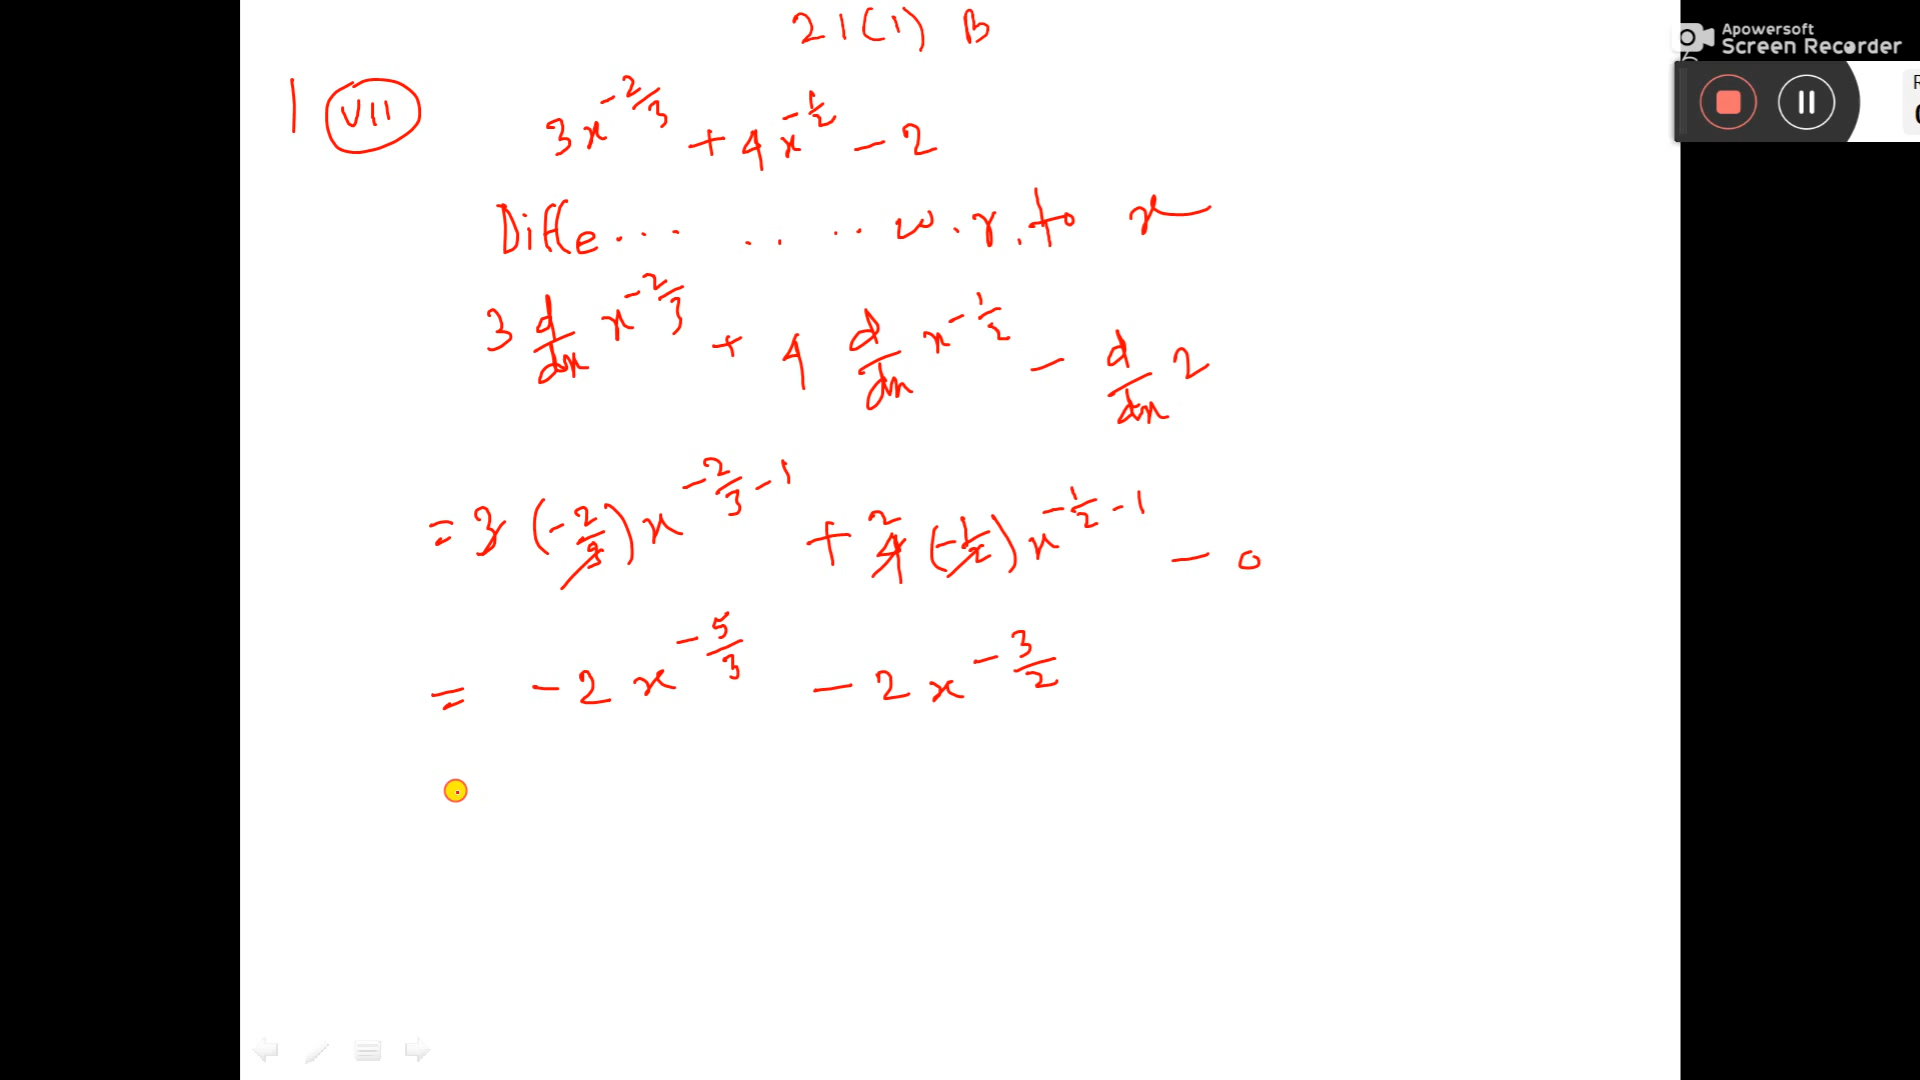 21(1) B
Apowersoft
Screen Recorder
1 (VII) 3x^{-2/3} + 4x^{-1/2} - 2
Diffe... .. .. w.r.to x
3 d/dx x^{-2/3} + 4 d/dx x^{-1/2} - d/dx 2
= 3 (-2/3) x^{-2/3 - 1} + 4 2 (-1/2) x^{-1/2 - 1} - 0
= -2x^{-5/3} - 2x^{-3/2}